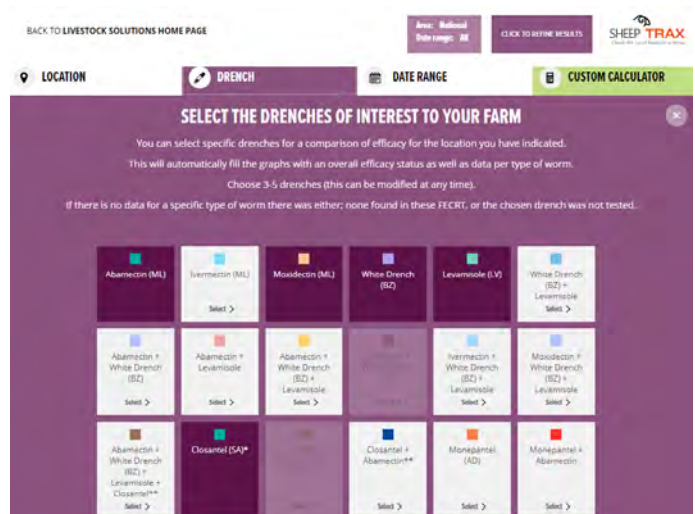 BACK TO LIVESTOCK SOLUTIONS HOME PAGE
Area: National
Date range: All
CLICK TO REFINE RESULTS
SHEEP TRAX
LOCATION
DRENCH
DATE RANGE
CUSTOM CALCULATOR
SELECT THE DRENCHES OF INTEREST TO YOUR FARM
You can select specific drenches for a comparison of efficacy for the location you have indicated.
This will automatically fill the graphs with an overall efficacy status as well as data per type of worm.
Choose 3-5 drenches (this can be modified at any time).
If there is no data for a specific type of worm there was either; none found in these FECRT, or the chosen drench was not tested.
Abamectin (ML)
Ivermectin (ML)
Select >
Moxidectin (ML)
White Drench
(BZ)
Levamisole (LV)
White Drench
(BZ) +
Levamisole
Select >
Abamectin +
White Drench
(BZ)
Select >
Abamectin +
Levamisole
Select >
Abamectin +
White Drench
(BZ) +
Levamisole
Select >
Ivermectin +
White Drench
(BZ) +
Levamisole
Select >
Moxidectin +
White Drench
(BZ) +
Levamisole
Select >
Abamectin +
White Drench
(BZ) +
Levamisole +
Closantel**
Select >
Closantel (SA)*
Closantel +
Abamectin**
Select >
Monepantel
(AD)
Select >
Monepantel +
Abamectin
Select >